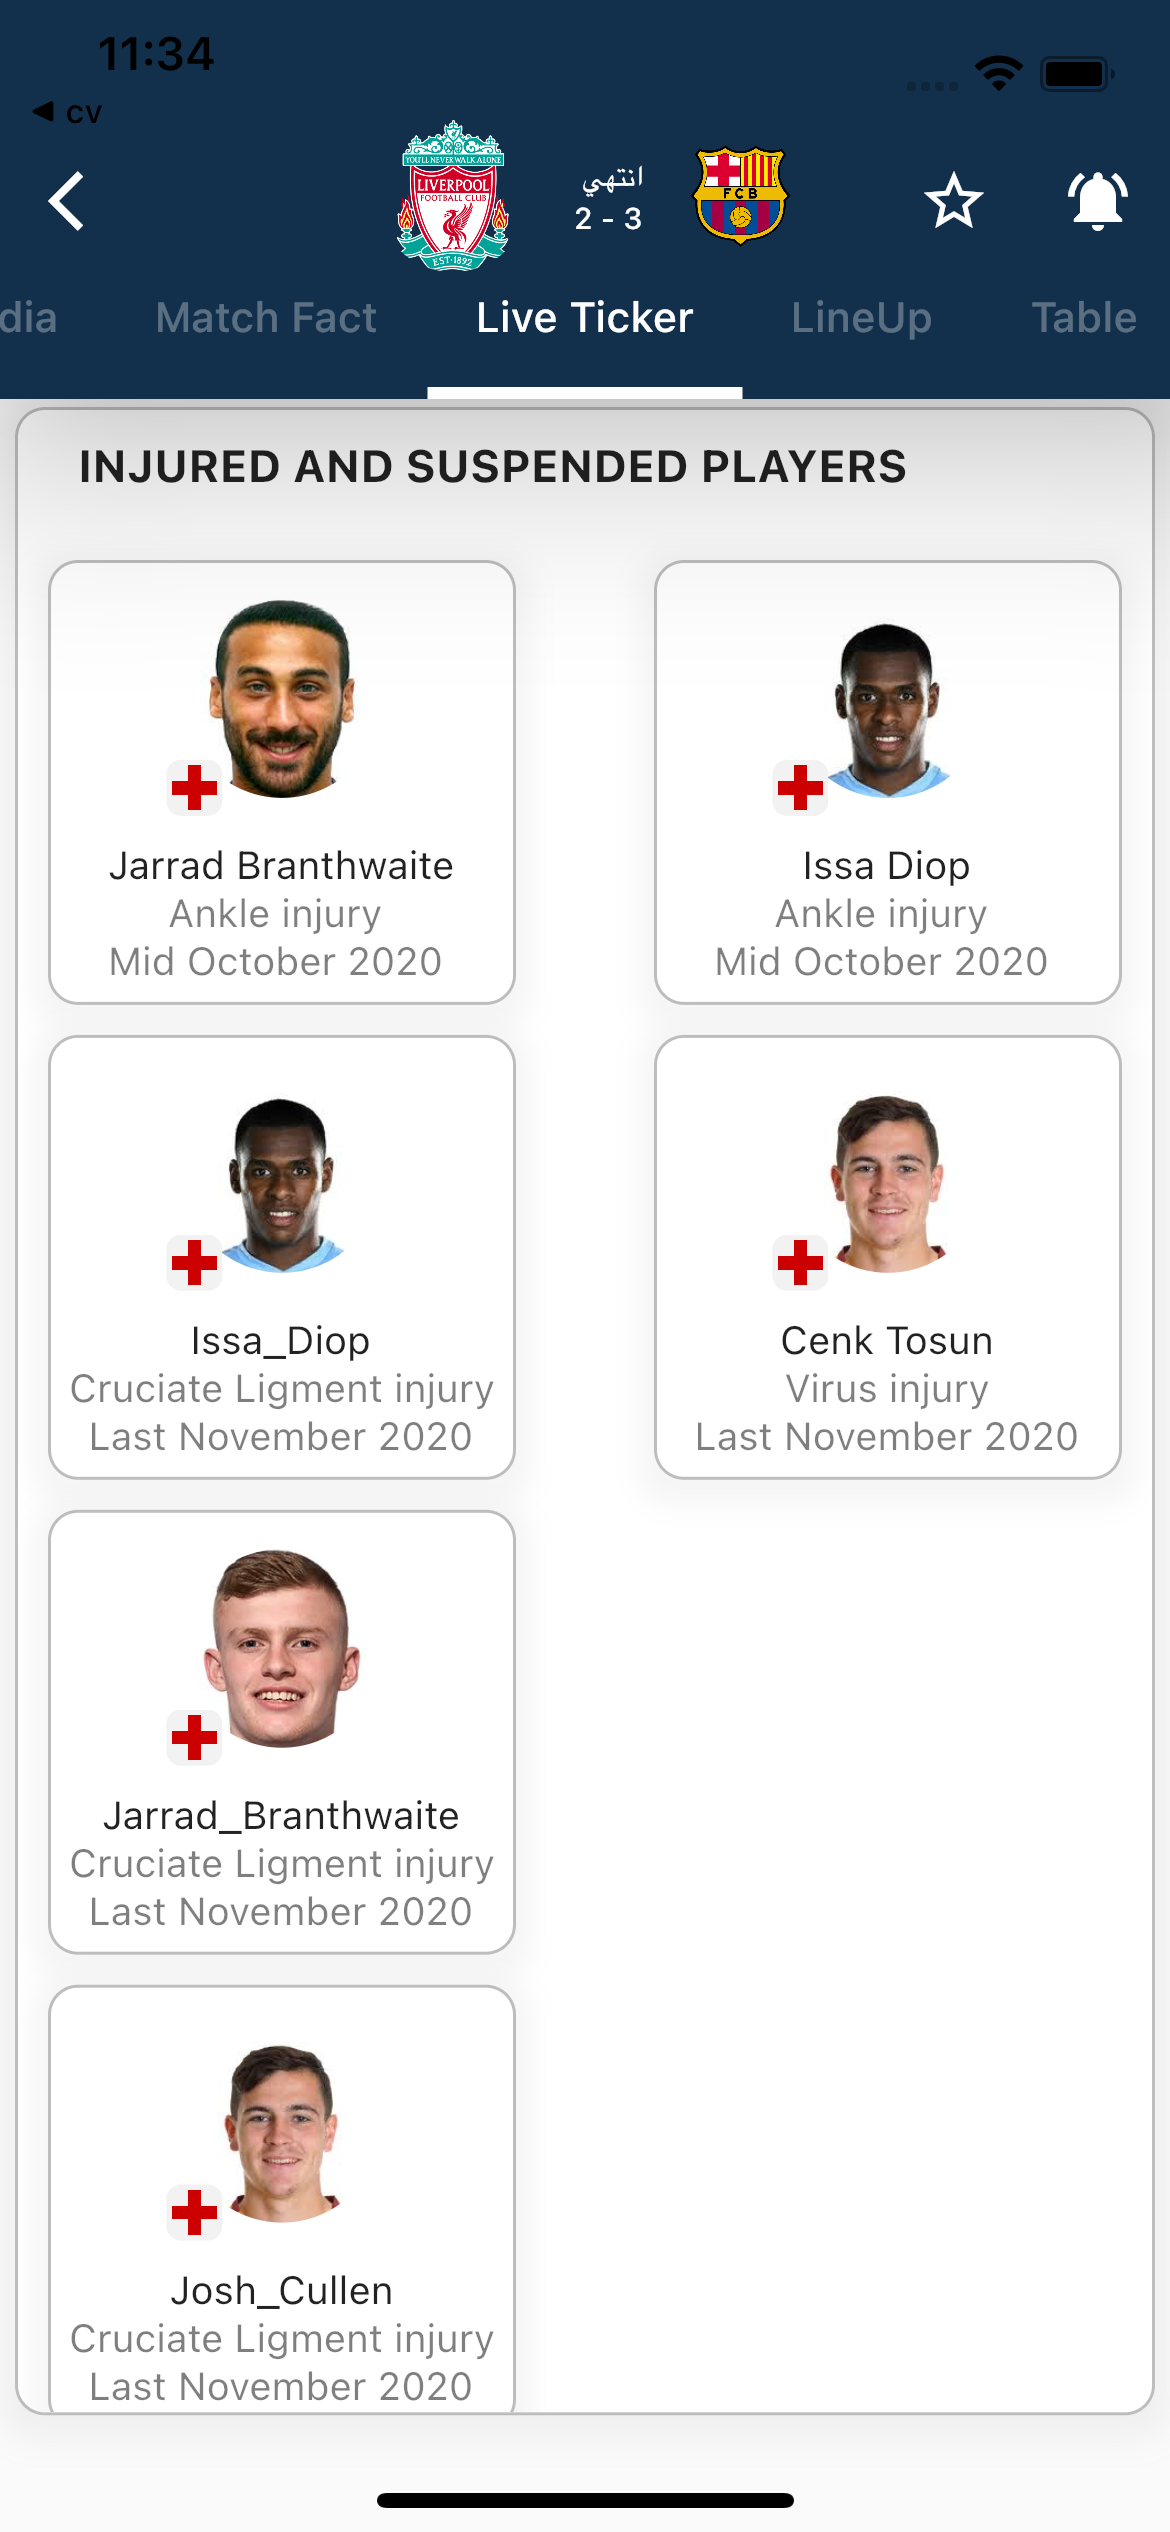 11:34
◀ cv
YOU'LL NEVER WALK ALONE
LIVERPOOL
FOOTBALL CLUB
EST·1892
انتهي
2 - 3
FCB
dia
Match Fact
Live Ticker
LineUp
Table
INJURED AND SUSPENDED PLAYERS
Jarrad Branthwaite
Ankle injury
Mid October 2020
Issa Diop
Ankle injury
Mid October 2020
Issa_Diop
Cruciate Ligment injury
Last November 2020
Cenk Tosun
Virus injury
Last November 2020
Jarrad_Branthwaite
Cruciate Ligment injury
Last November 2020
Josh_Cullen
Cruciate Ligment injury
Last November 2020